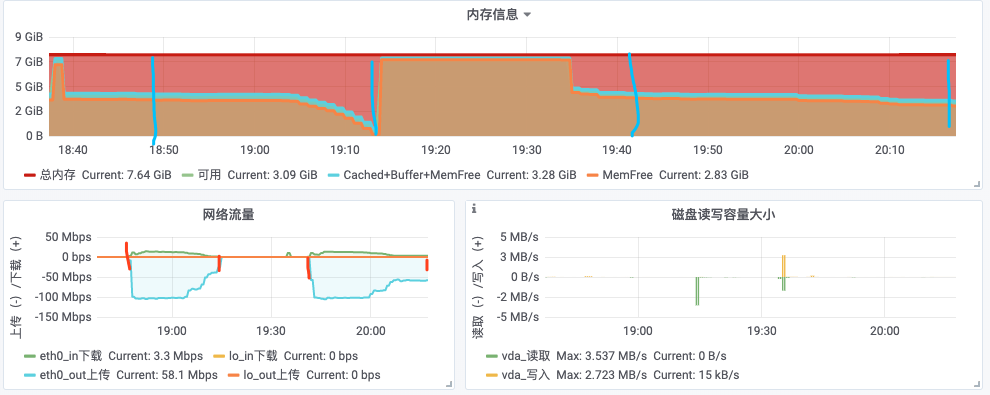 内存信息
9 GiB
7 GiB
5 GiB
2 GiB
0 B
18:40 18:50 19:00 19:10 19:20 19:30 19:40 19:50 20:00 20:10
总内存 Current: 7.64 GiB 可用 Current: 3.09 GiB Cached+Buffer+MemFree Current: 3.28 GiB MemFree Current: 2.83 GiB
网络流量
上传 (-) /下载 (+)
50 Mbps
0 bps
-50 Mbps
-100 Mbps
-150 Mbps
19:00 19:30 20:00
eth0_in下载 Current: 3.3 Mbps lo_in下载 Current: 0 bps
eth0_out上传 Current: 58.1 Mbps lo_out上传 Current: 0 bps
i
磁盘读写容量大小
读取 (-) /写入 (+)
5 MB/s
3 MB/s
0 B/s
-2 MB/s
-5 MB/s
19:00 19:30 20:00
vda_读取 Max: 3.537 MB/s Current: 0 B/s
vda_写入 Max: 2.723 MB/s Current: 15 kB/s